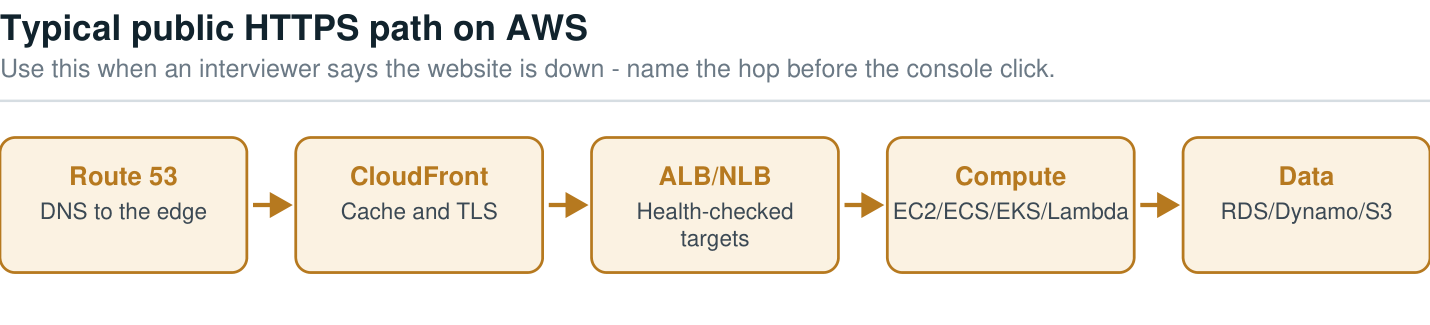 Typical public HTTPS path on AWS
Use this when an interviewer says the website is down - name the hop before the console click.
Route 53
DNS to the edge
CloudFront
Cache and TLS
ALB/NLB
Health-checked
targets
Compute
EC2/ECS/EKS/Lambda
Data
RDS/Dynamo/S3